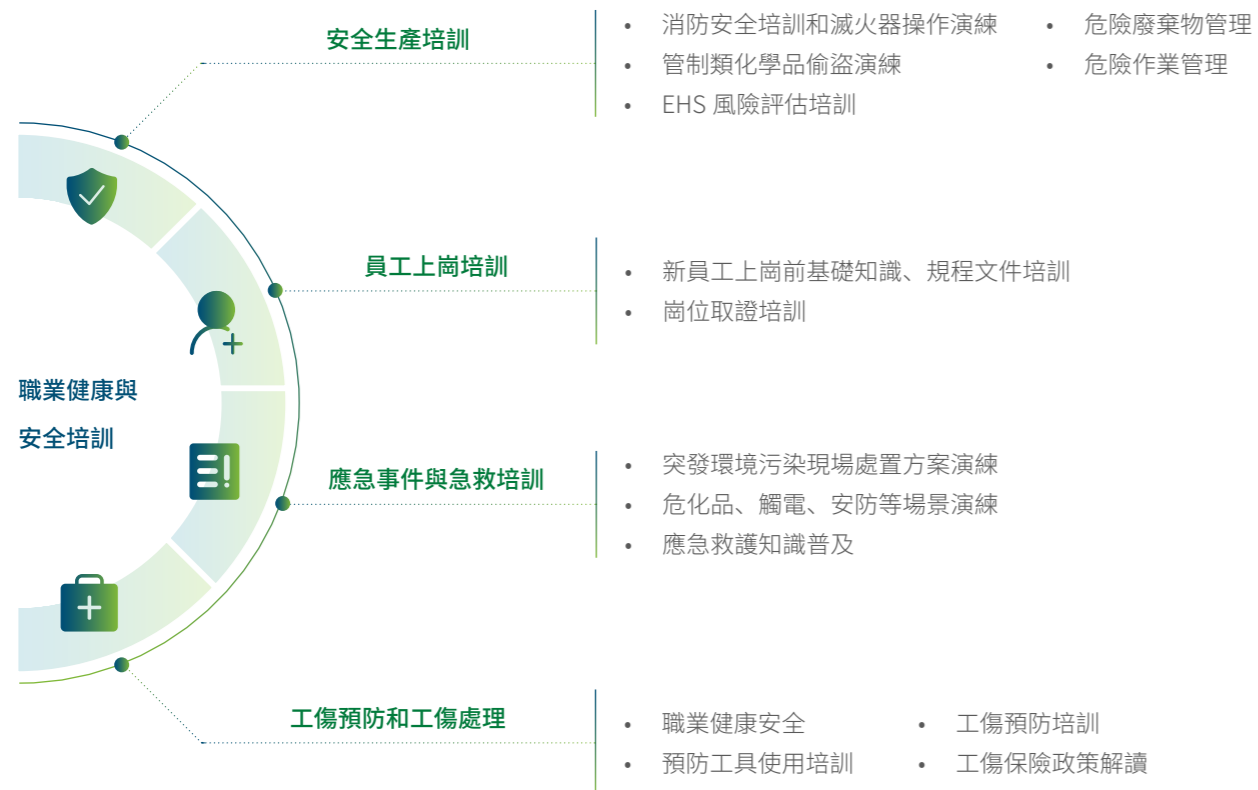 職業健康與
安全培訓
安全生產培訓
• 消防安全培訓和滅火器操作演練
• 管制類化學品偷盜演練
• EHS 風險評估培訓
• 危險廢棄物管理
• 危險作業管理
員工上崗培訓
• 新員工上崗前基礎知識、規程文件培訓
• 崗位取證培訓
應急事件與急救培訓
• 突發環境污染現場處置方案演練
• 危化品、觸電、安防等場景演練
• 應急救護知識普及
工傷預防和工傷處理
• 職業健康安全
• 預防工具使用培訓
• 工傷預防培訓
• 工傷保險政策解讀